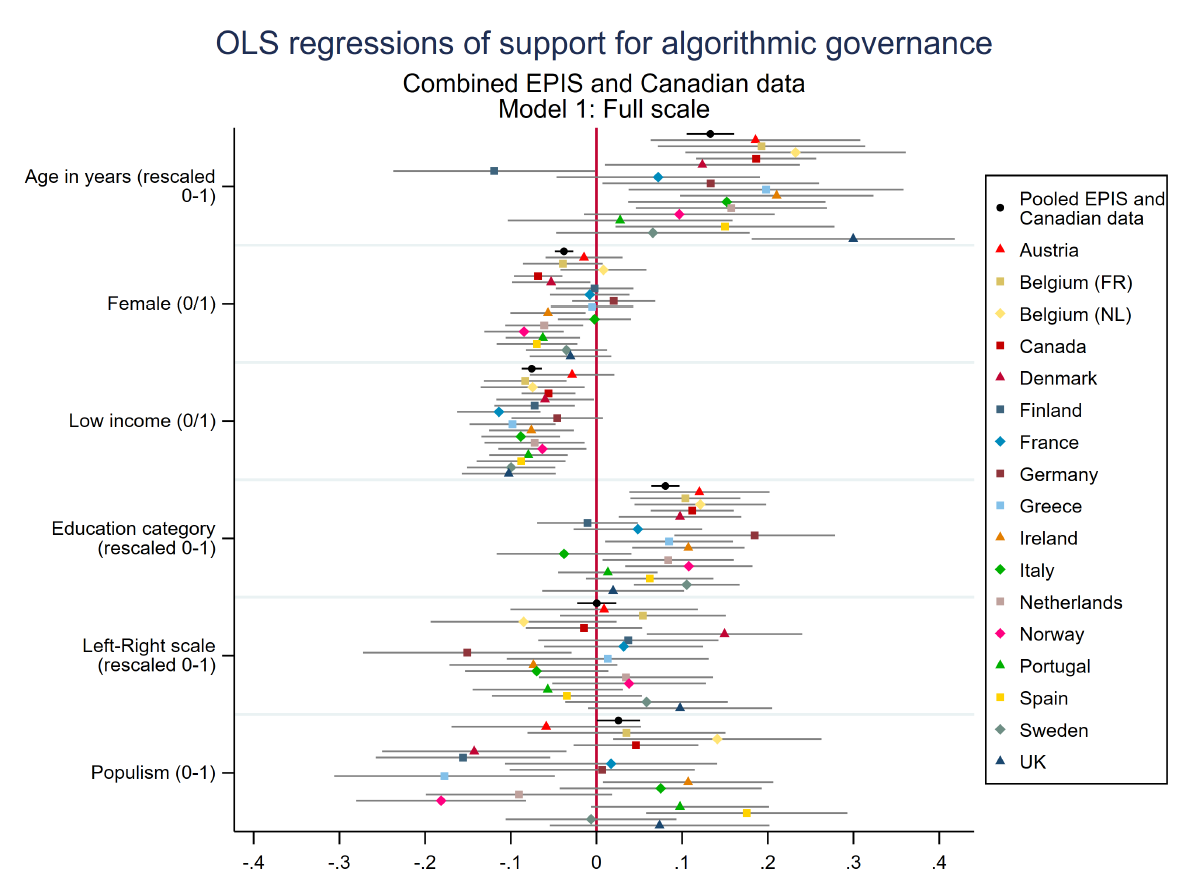 OLS regressions of support for algorithmic governance
Combined EPIS and Canadian data
Model 1: Full scale
Age in years (rescaled
0-1)
Female (0/1)
Low income (0/1)
Education category
(rescaled 0-1)
Left-Right scale
(rescaled 0-1)
Populism (0-1)
-.4 -.3 -.2 -.1 0 .1 .2 .3 .4
Pooled EPIS and
Canadian data
Austria
Belgium (FR)
Belgium (NL)
Canada
Denmark
Finland
France
Germany
Greece
Ireland
Italy
Netherlands
Norway
Portugal
Spain
Sweden
UK